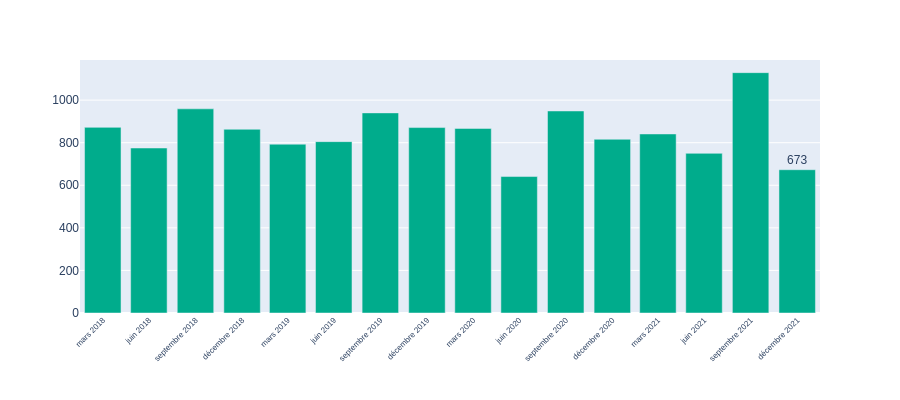 1000
800
600
400
200
0
673
mars 2018
juin 2018
septembre 2018
décembre 2018
mars 2019
juin 2019
septembre 2019
décembre 2019
mars 2020
juin 2020
septembre 2020
décembre 2020
mars 2021
juin 2021
septembre 2021
décembre 2021